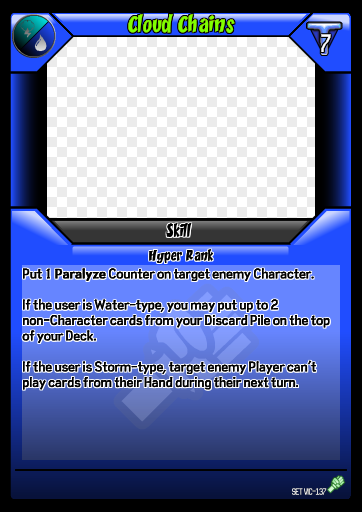 Cloud Chains
7
Skill
Hyper Rank
Put 1 Paralyze Counter on target enemy Character.
If the user is Water-type, you may put up to 2
non-Character cards from your Discard Pile on the top
of your Deck.
If the user is Storm-type, target enemy Player can't
play cards from their Hand during their next turn.
SET VIC-137